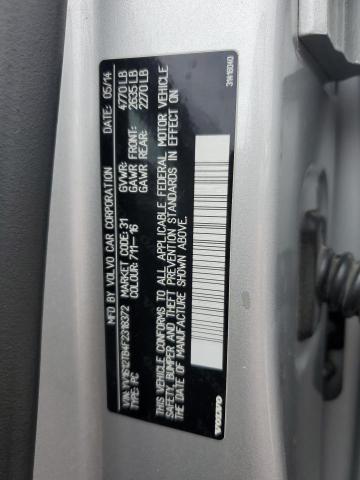 MFD BY VOLVO CAR CORPORATION DATE: 05/14
GVWR: 4770 LB
GAWR FRONT: 2635 LB
GAWR REAR: 2270 LB
VIN: YV1612TB4F2318372 MARKET CODE: 31
TYPE: PC COLOUR: 711-16
THIS VEHICLE CONFORMS TO ALL APPLICABLE FEDERAL MOTOR VEHICLE
SAFETY, BUMPER AND THEFT PREVENTION STANDARDS IN EFFECT ON
THE DATE OF MANUFACTURE SHOWN ABOVE.
VOLVO
31416040